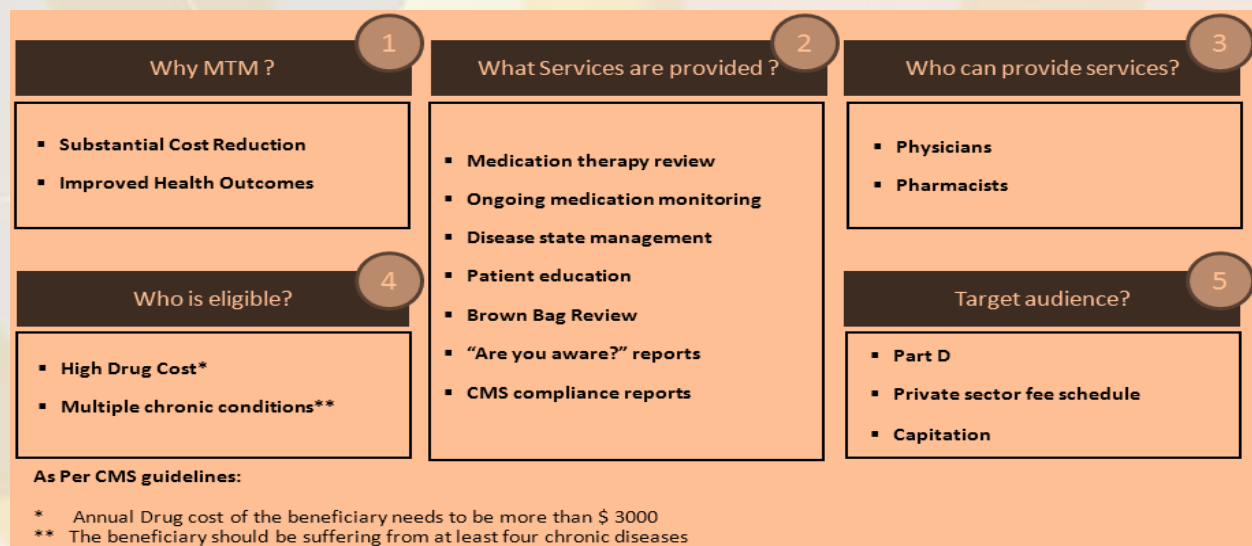 1
Why MTM ?
▪ Substantial Cost Reduction
▪ Improved Health Outcomes
2
What Services are provided ?
▪ Medication therapy review
▪ Ongoing medication monitoring
▪ Disease state management
▪ Patient education
▪ Brown Bag Review
▪ “Are you aware?” reports
▪ CMS compliance reports
3
Who can provide services?
▪ Physicians
▪ Pharmacists
4
Who is eligible?
▪ High Drug Cost*
▪ Multiple chronic conditions**
5
Target audience?
▪ Part D
▪ Private sector fee schedule
▪ Capitation
As Per CMS guidelines:
* Annual Drug cost of the beneficiary needs to be more than $ 3000
** The beneficiary should be suffering from at least four chronic diseases